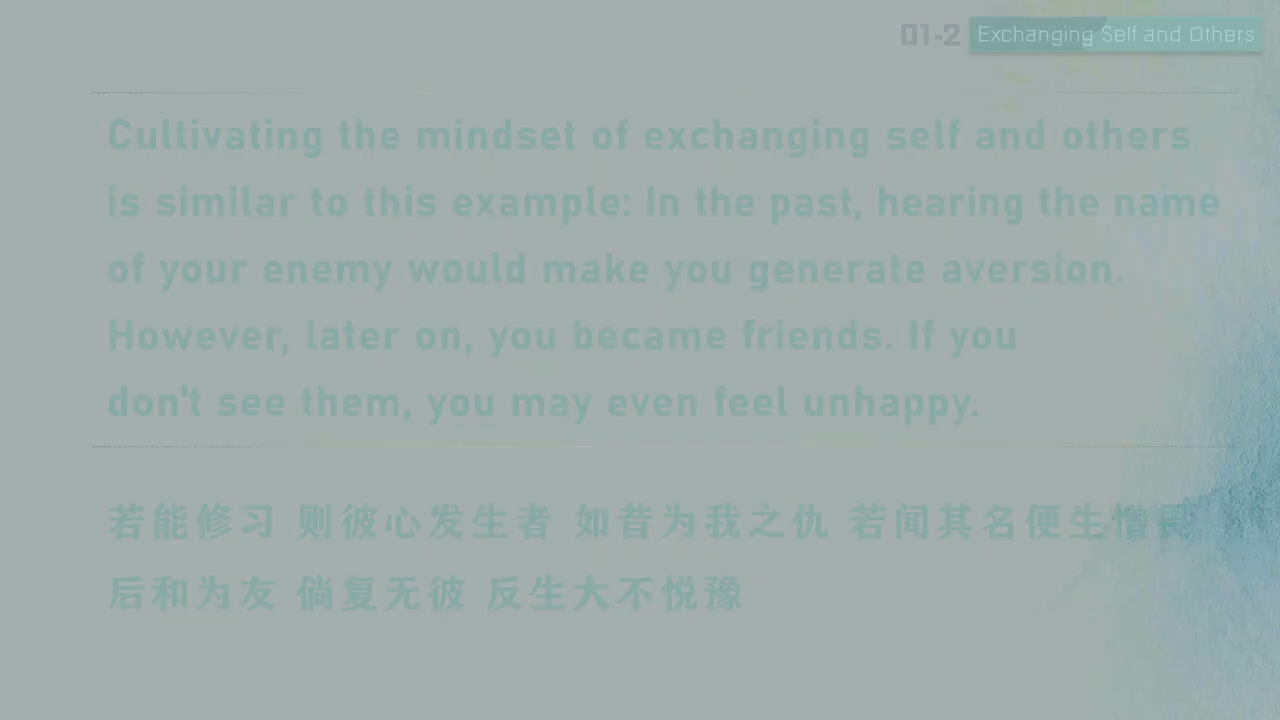 01-2 Exchanging Self and Others
Cultivating the mindset of exchanging self and others
is similar to this example: In the past, hearing the name
of your enemy would make you generate aversion.
However, later on, you became friends. If you
don't see them, you may even feel unhappy.
若能修习 则彼心发生者 如昔为我之仇 若闻其名便生憎畏
后和为友 倘复无彼 反生大不悦豫